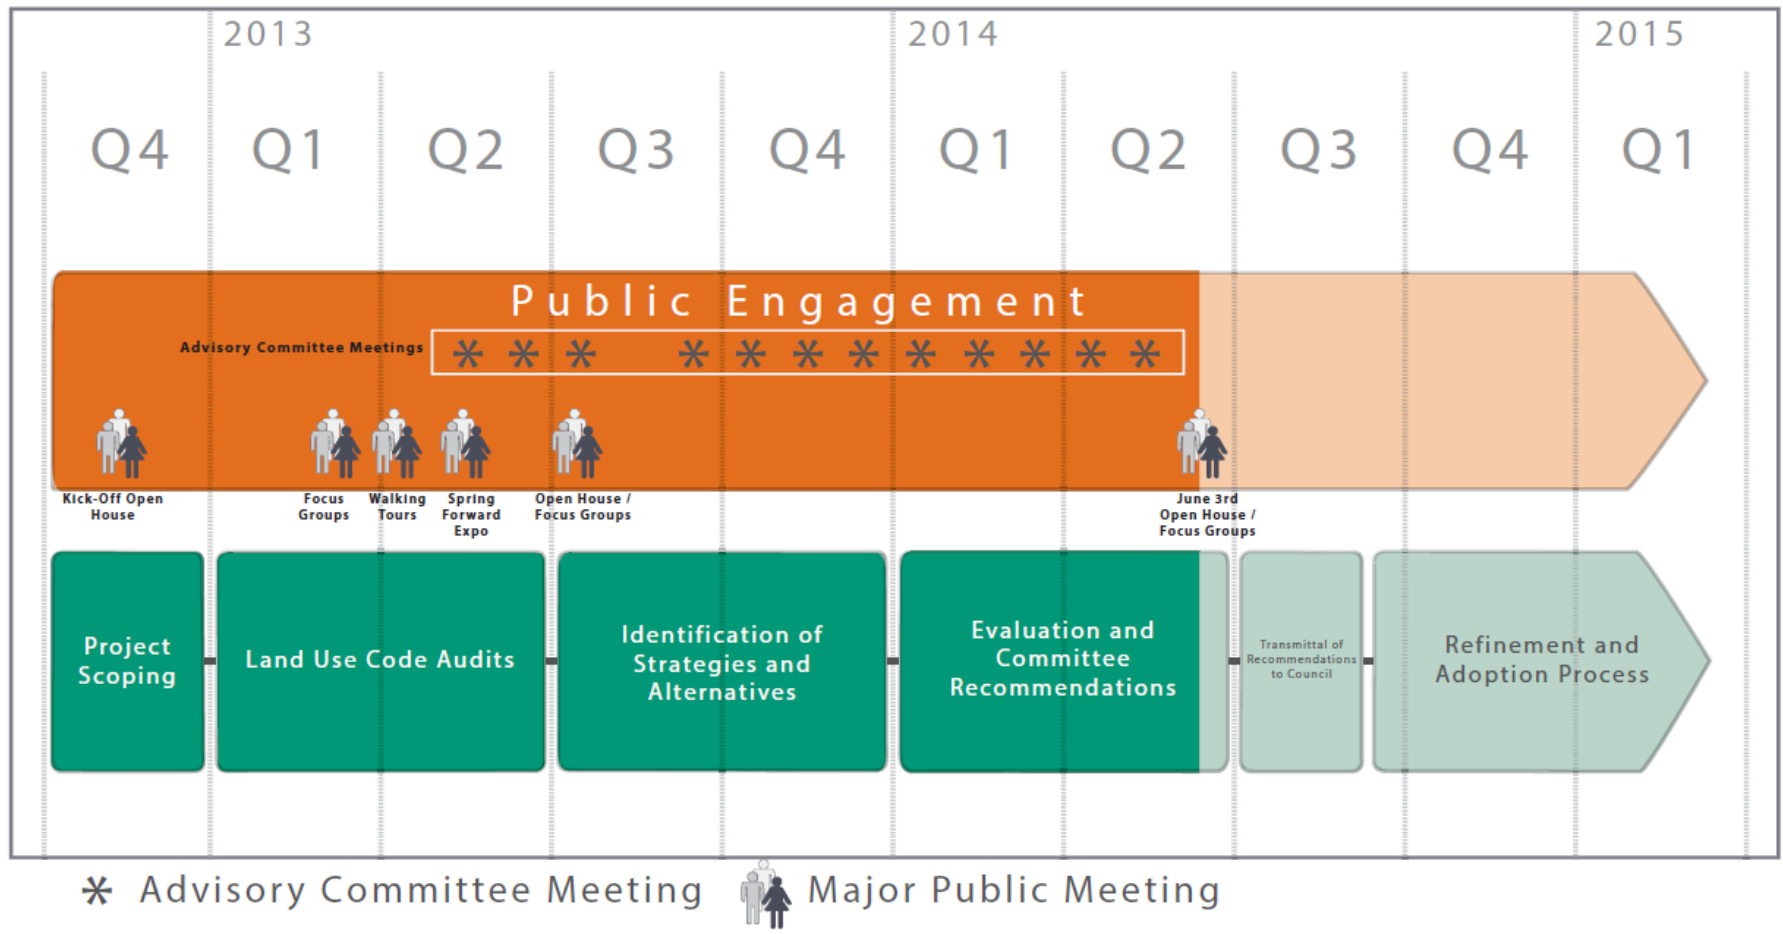 2013 2014 2015
Q4 Q1 Q2 Q3 Q4 Q1 Q2 Q3 Q4 Q1
Public Engagement
Advisory Committee Meetings * * * * * * * * * * * *
Kick-Off Open
House
Focus
Groups
Walking
Tours
Spring
Forward
Expo
Open House /
Focus Groups
June 3rd
Open House /
Focus Groups
Project
Scoping
Land Use Code Audits
Identification of
Strategies and
Alternatives
Evaluation and
Committee
Recommendations
Transmittal of
Recommendations
to Council
Refinement and
Adoption Process
* Advisory Committee Meeting Major Public Meeting